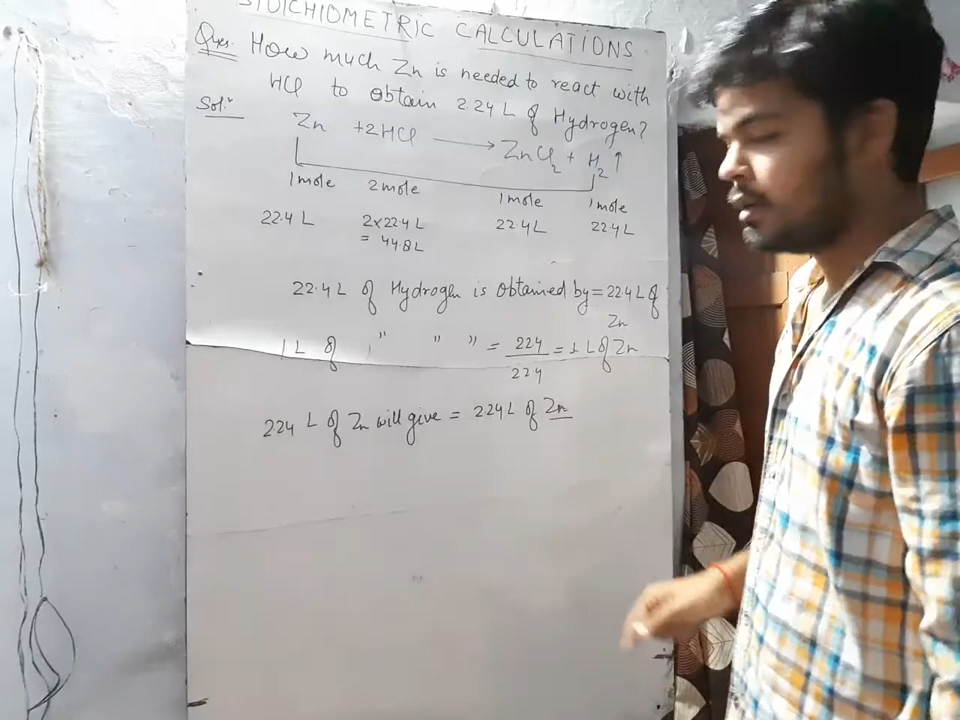 STOICHIOMETRIC CALCULATIONS
Ques. How much Zn is needed to react with
HCl to obtain 224 L of Hydrogen?
Sol:-
Zn + 2HCl → ZnCl₂ + H₂ ↑
1 mole 2 mole 1 mole 1 mole
22.4 L 2x22.4 L 22.4 L 22.4 L
= 44.8 L
22.4 L of Hydrogen is obtained by = 22.4 L of
Zn
1 L of " " " = 22.4 = 1 L of Zn
22.4
224 L of Zn will give = 224 L of Zn